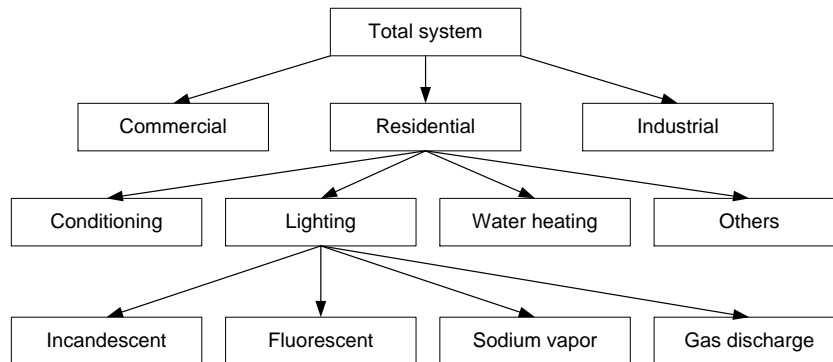 Total system
Commercial
Residential
Industrial
Conditioning
Lighting
Water heating
Others
Incandescent
Fluorescent
Sodium vapor
Gas discharge